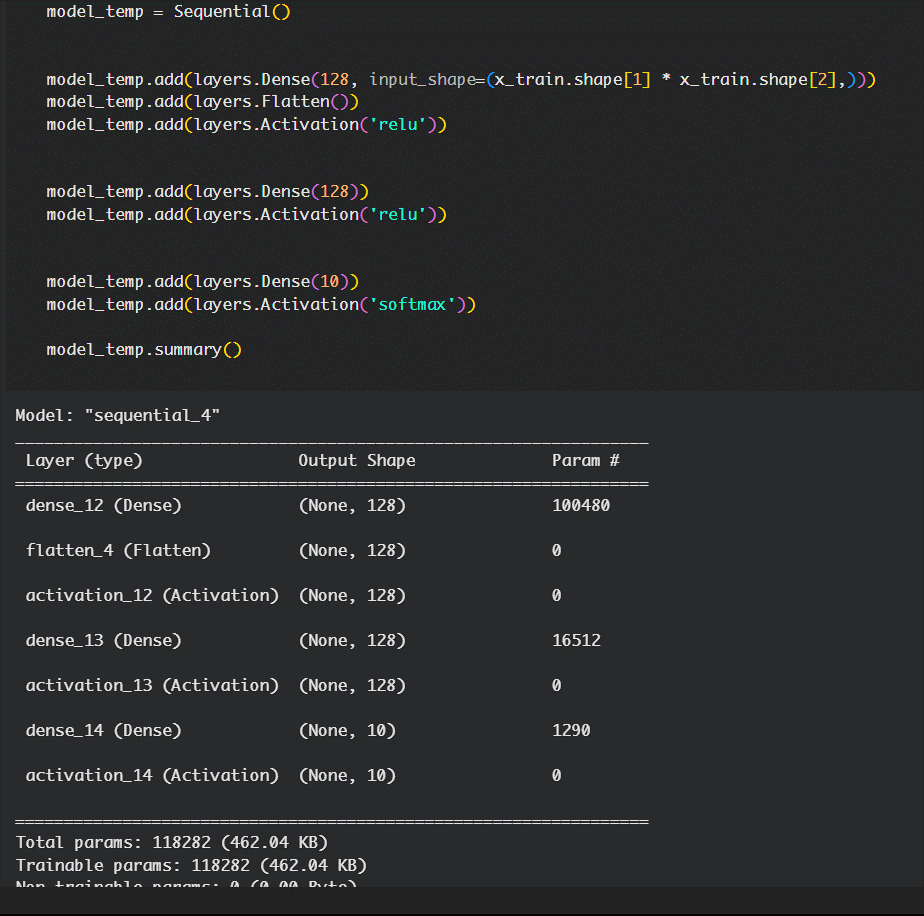 model_temp = Sequential()
model_temp.add(layers.Dense(128, input_shape=(x_train.shape[1] * x_train.shape[2],)))
model_temp.add(layers.Flatten())
model_temp.add(layers.Activation('relu'))
model_temp.add(layers.Dense(128))
model_temp.add(layers.Activation('relu'))
model_temp.add(layers.Dense(10))
model_temp.add(layers.Activation('softmax'))
model_temp.summary()
Model: "sequential_4"
Layer (type) Output Shape Param #
dense_12 (Dense) (None, 128) 100480
flatten_4 (Flatten) (None, 128) 0
activation_12 (Activation) (None, 128) 0
dense_13 (Dense) (None, 128) 16512
activation_13 (Activation) (None, 128) 0
dense_14 (Dense) (None, 10) 1290
activation_14 (Activation) (None, 10) 0
Total params: 118282 (462.04 KB)
Trainable params: 118282 (462.04 KB)
Non-trainable params: 0 (0.00 Byte)